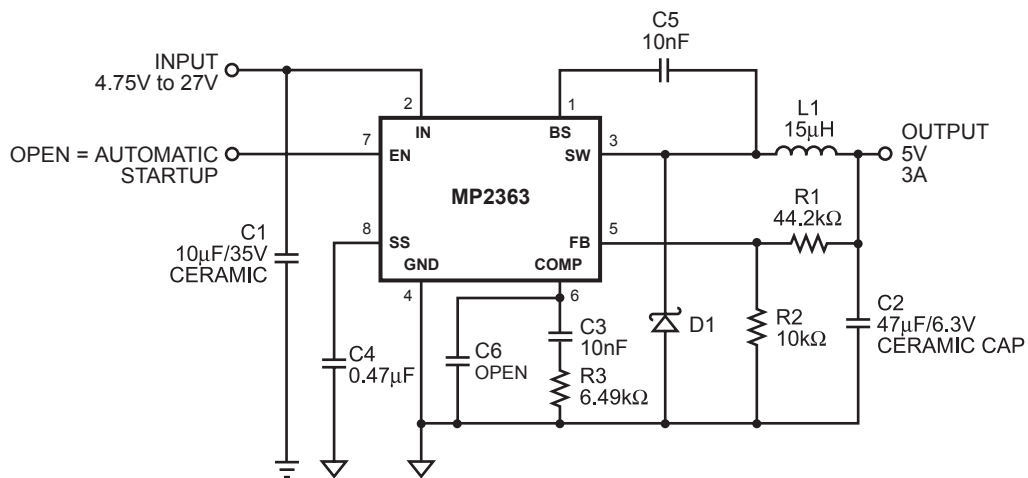 C5
10nF
INPUT
4.75V to 27V
2
1
L1
15μH
IN
BS
OUTPUT
5V
3A
7
EN
SW
3
OPEN = AUTOMATIC
STARTUP
MP2363
R1
44.2kΩ
8
SS
FB
5
C1
10μF/35V
CERAMIC
GND
COMP
4
6
C3
10nF
D1
R2
10kΩ
C2
47μF/6.3V
CERAMIC CAP
C4
0.47μF
C6
OPEN
R3
6.49kΩ